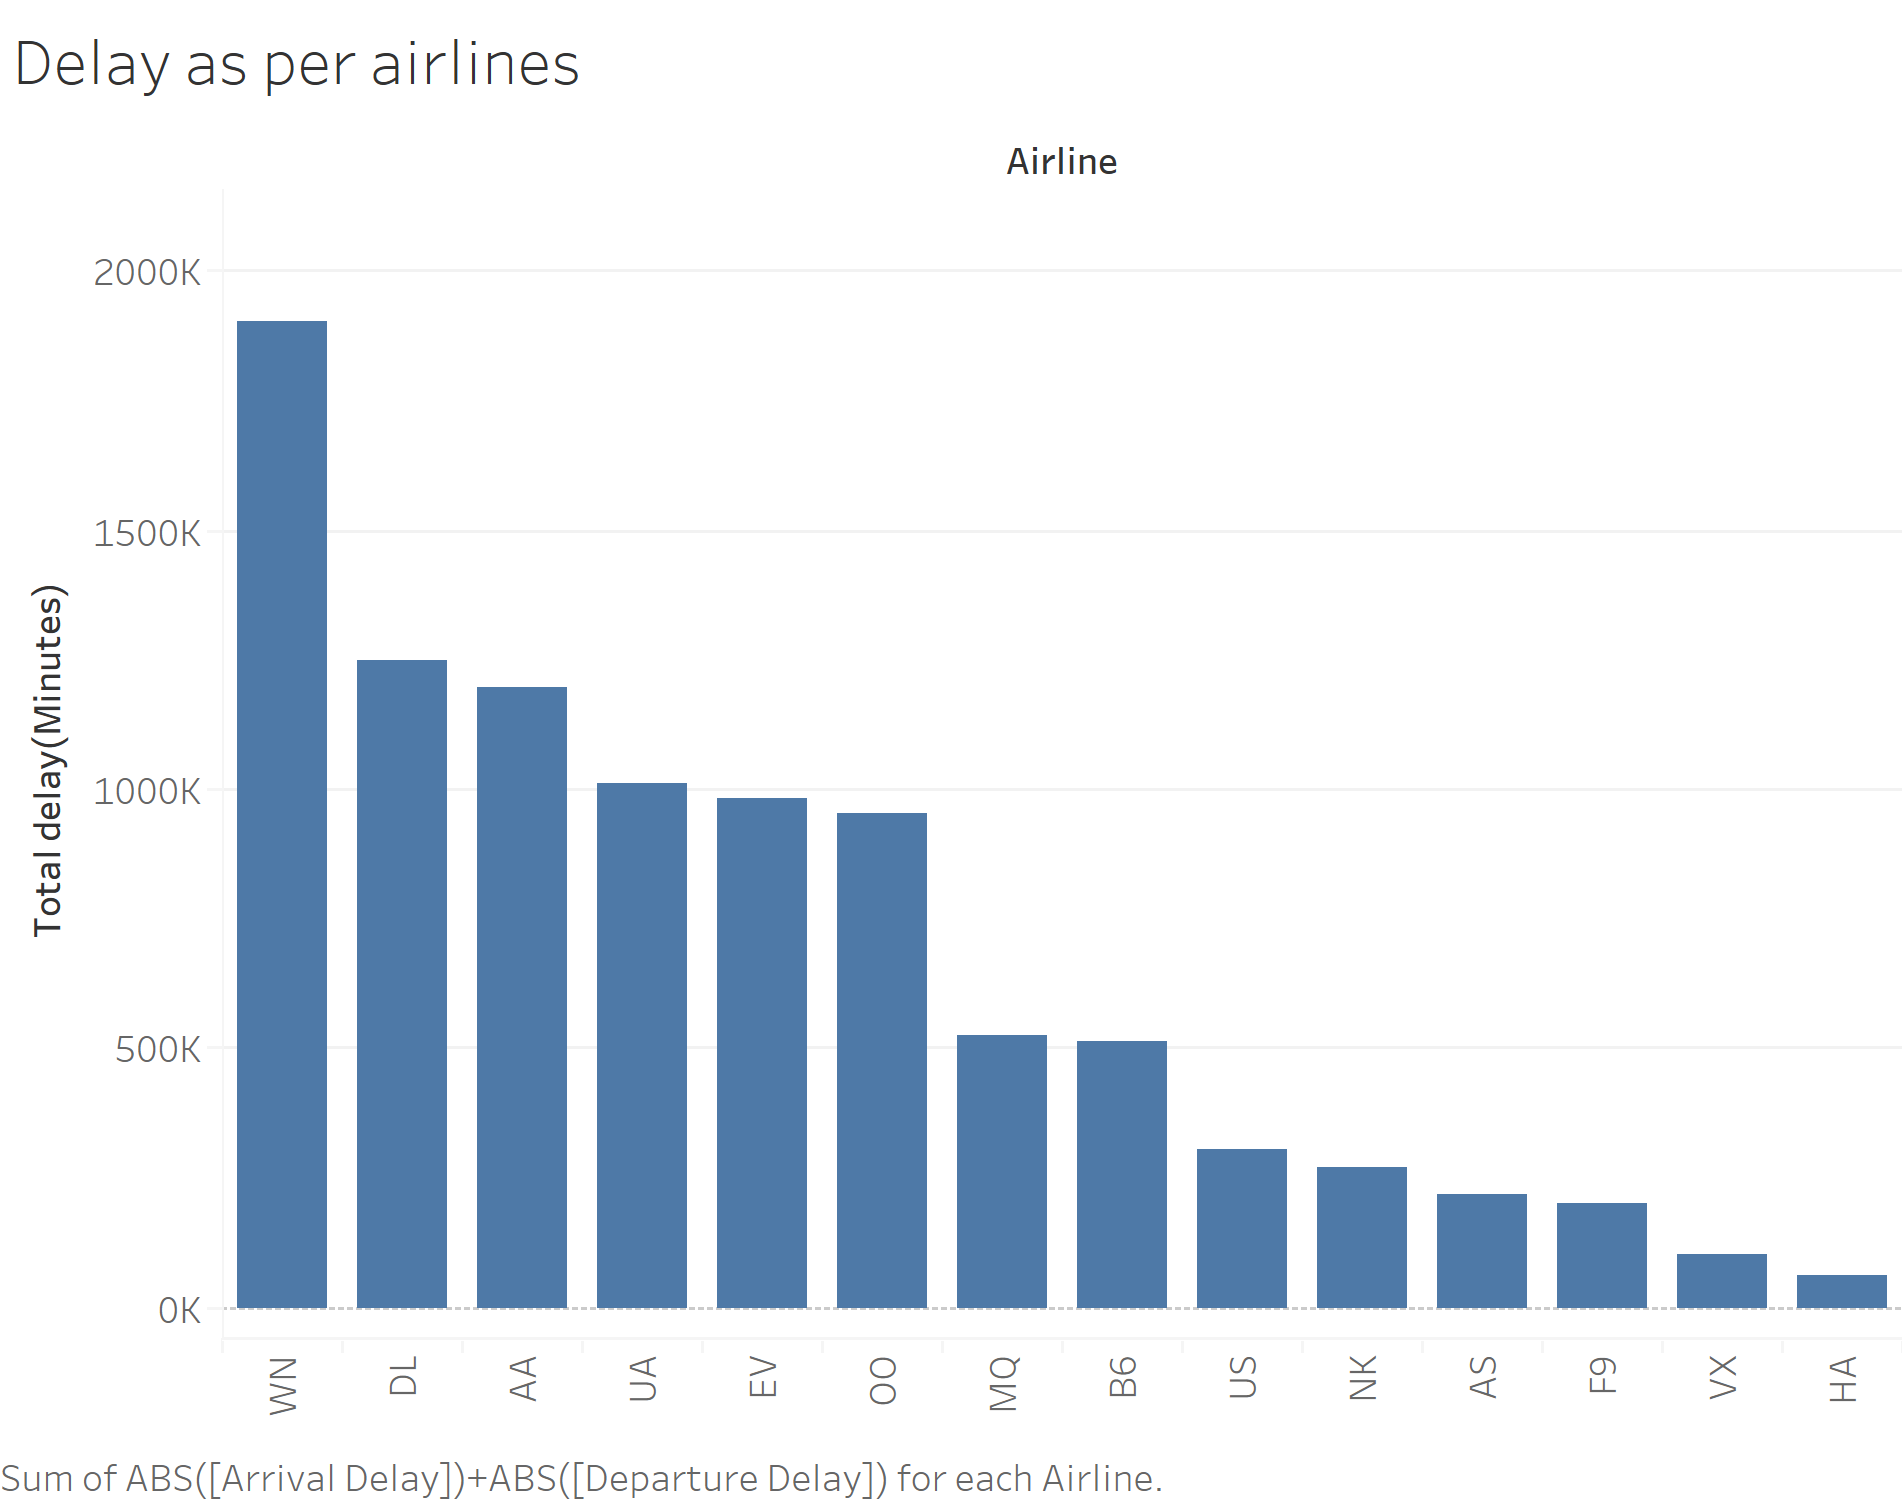 Delay as per airlines
Airline
2000K
1500K
1000K
500K
0K
Total delay(Minutes)
WN
DL
AA
UA
EV
OO
MQ
B6
US
NK
AS
F9
VX
HA
Sum of ABS([Arrival Delay])+ABS([Departure Delay]) for each Airline.